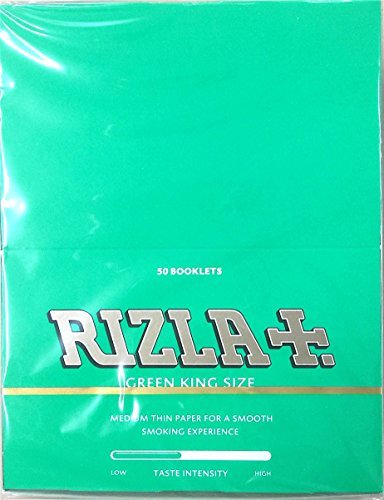 50 BOOKLETS
RIZLA+.
GREEN KING SIZE
MEDIUM THIN PAPER FOR A SMOOTH
SMOKING EXPERIENCE
LOW TASTE INTENSITY HIGH